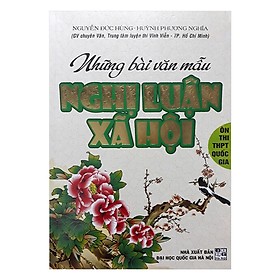 NGUYỄN ĐỨC HÙNG - HUỲNH PHƯƠNG NGHĨA
(GV chuyên Văn, Trung tâm luyện thi Vĩnh Viễn - TP. Hồ Chí Minh)
Những bài văn mẫu
NGHỊ LUẬN
XÃ HỘI
ÔN
THI
THPT
QUỐC
GIA
NHÀ XUẤT BẢN
ĐẠI HỌC QUỐC GIA HÀ NỘI